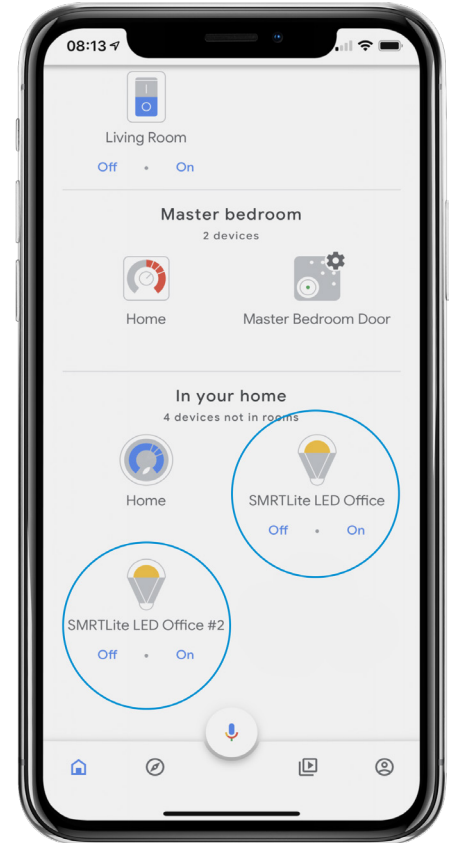 08:13
Living Room
Off • On
Master bedroom
2 devices
Home
Master Bedroom Door
In your home
4 devices not in rooms
Home
SMRTLite LED Office
Off • On
SMRTLite LED Office #2
Off • On